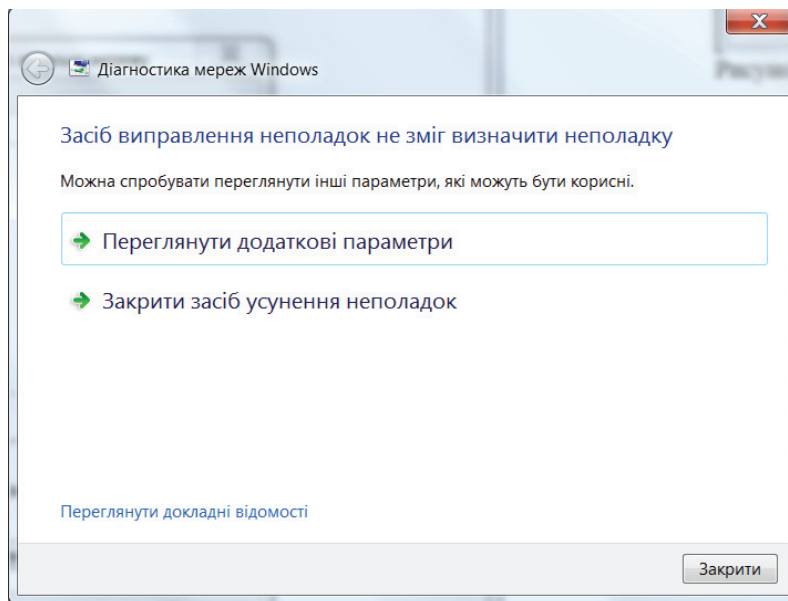 Рисун
Діагностика мереж Windows
Засіб виправлення неполадок не зміг визначити неполадку
Можна спробувати переглянути інші параметри, які можуть бути корисні.
Переглянути додаткові параметри
Закрити засіб усунення неполадок
Переглянути докладні відомості
Закрити